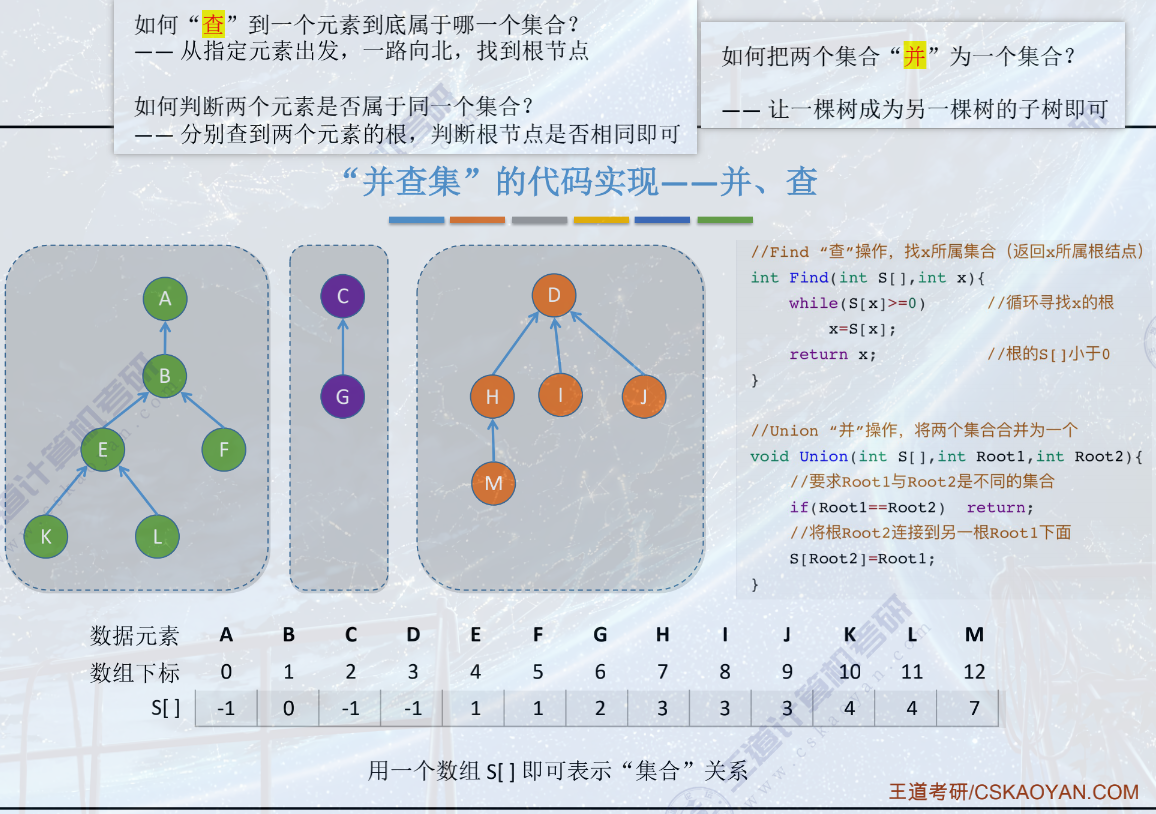 如何“查”到一个元素到底属于哪一个集合？
—— 从指定元素出发，一路向北，找到根节点
如何判断两个元素是否属于同一个集合？
—— 分别查到两个元素的根，判断根节点是否相同即可
如何把两个集合“并”为一个集合？
—— 让一棵树成为另一棵树的子树即可
“并查集”的代码实现——并、查
A
B
E
F
K
L
C
G
D
H
I
J
M
//Find “查”操作，找x所属集合（返回x所属根结点）
int Find(int S[],int x){
while(S[x]>=0) //循环寻找x的根
x=S[x];
return x; //根的S[]小于0
}
//Union “并”操作，将两个集合合并为一个
void Union(int S[],int Root1,int Root2){
//要求Root1与Root2是不同的集合
if(Root1==Root2) return;
//将根Root2连接到另一根Root1下面
S[Root2]=Root1;
}
数据元素 A B C D E F G H I J K L M
数组下标 0 1 2 3 4 5 6 7 8 9 10 11 12
S[ ] -1 0 -1 -1 1 1 2 3 3 3 4 4 7
用一个数组 S[ ] 即可表示“集合”关系
王道考研/CSKAOYAN.COM